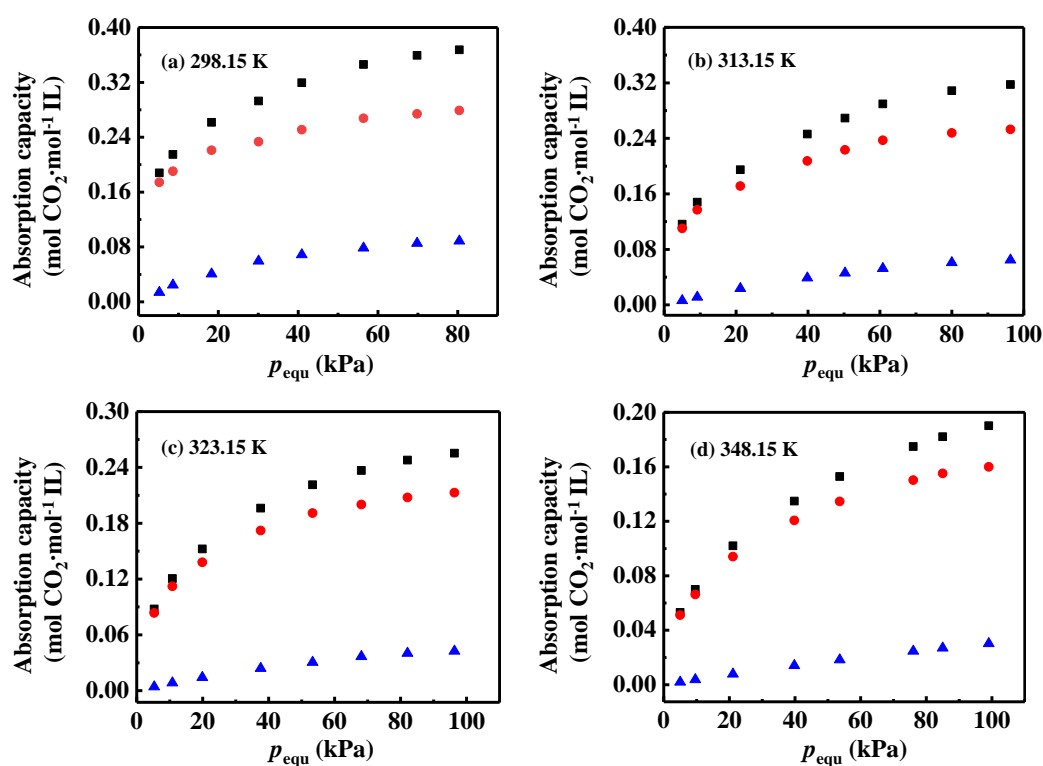 (a) 298.15 K
Absorption capacity
(mol CO₂·mol⁻¹ IL)
0.40
0.32
0.24
0.16
0.08
0.00
0 20 40 60 80
p equ (kPa)
(b) 313.15 K
Absorption capacity
(mol CO₂·mol⁻¹ IL)
0.40
0.32
0.24
0.16
0.08
0.00
0 20 40 60 80 100
p equ (kPa)
(c) 323.15 K
Absorption capacity
(mol CO₂·mol⁻¹ IL)
0.30
0.24
0.18
0.12
0.06
0.00
0 20 40 60 80 100
p equ (kPa)
(d) 348.15 K
Absorption capacity
(mol CO₂·mol⁻¹ IL)
0.20
0.16
0.12
0.08
0.04
0.00
0 20 40 60 80 100
p equ (kPa)